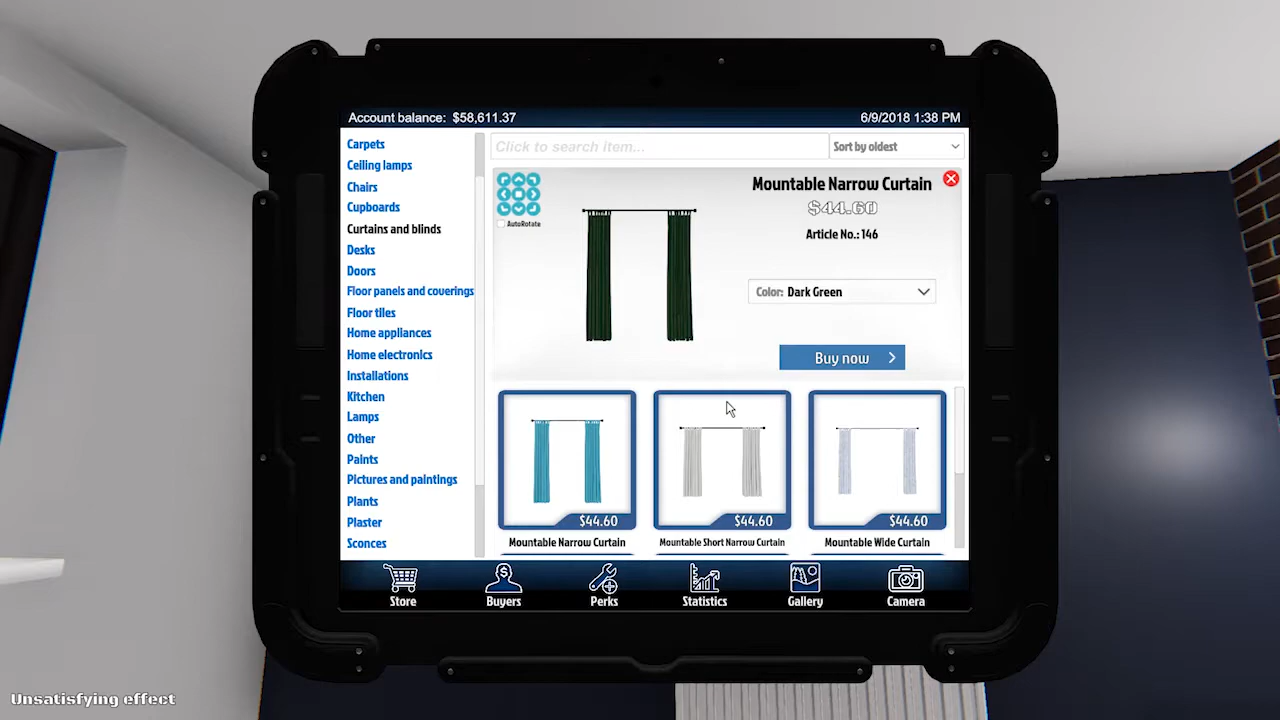 Account balance: $58,611.37
6/9/2018 1:38 PM
Carpets
Ceiling lamps
Chairs
Cupboards
Curtains and blinds
Desks
Doors
Floor panels and coverings
Floor tiles
Home appliances
Home electronics
Installations
Kitchen
Lamps
Other
Paints
Pictures and paintings
Plants
Plaster
Sconces
Click to search item...
Sort by oldest
AutoRotate
Mountable Narrow Curtain
$44.60
Article No.: 146
Color: Dark Green
Buy now
$44.60
$44.60
$44.60
Mountable Narrow Curtain
Mountable Short Narrow Curtain
Mountable Wide Curtain
Store
Buyers
Perks
Statistics
Gallery
Camera
Unsatisfying effect